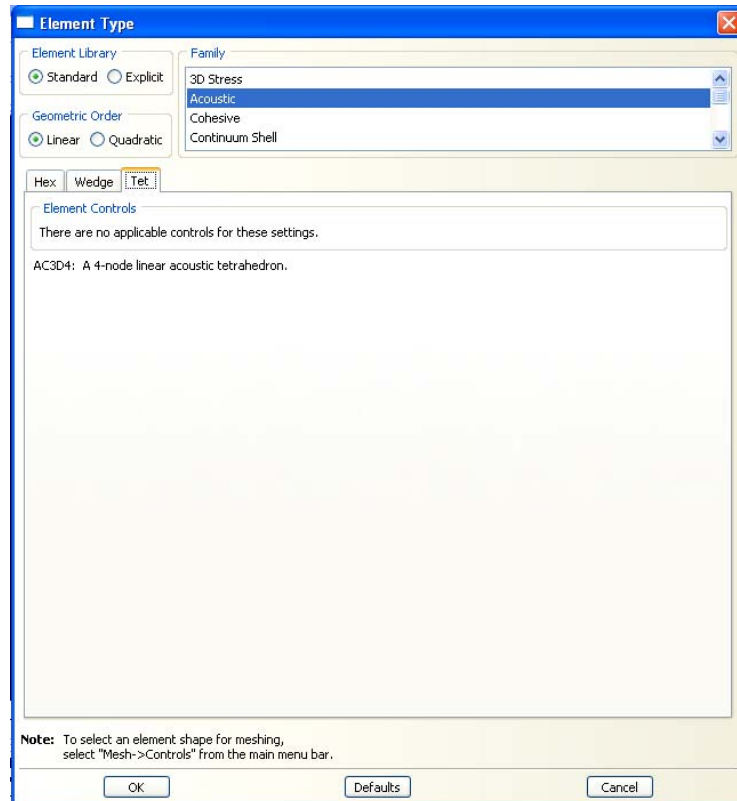 Element Type
Element Library
Standard Explicit
Family
3D Stress
Acoustic
Cohesive
Continuum Shell
Geometric Order
Linear Quadratic
Hex Wedge Tet
Element Controls
There are no applicable controls for these settings.
AC3D4: A 4-node linear acoustic tetrahedron.
Note: To select an element shape for meshing,
select "Mesh->Controls" from the main menu bar.
OK Defaults Cancel